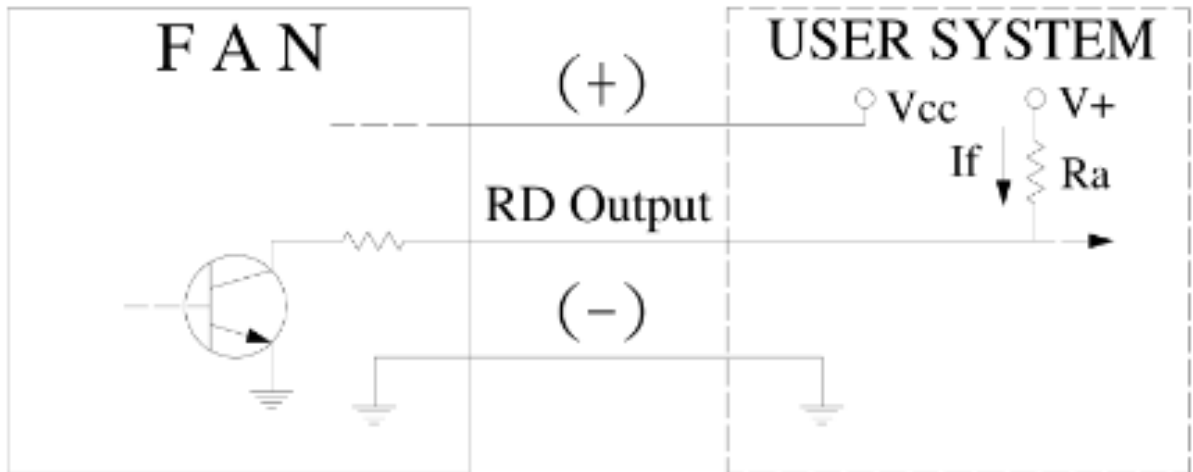 F A N
USER SYSTEM
(+)
Vcc
V+
If
Ra
RD Output
(-)